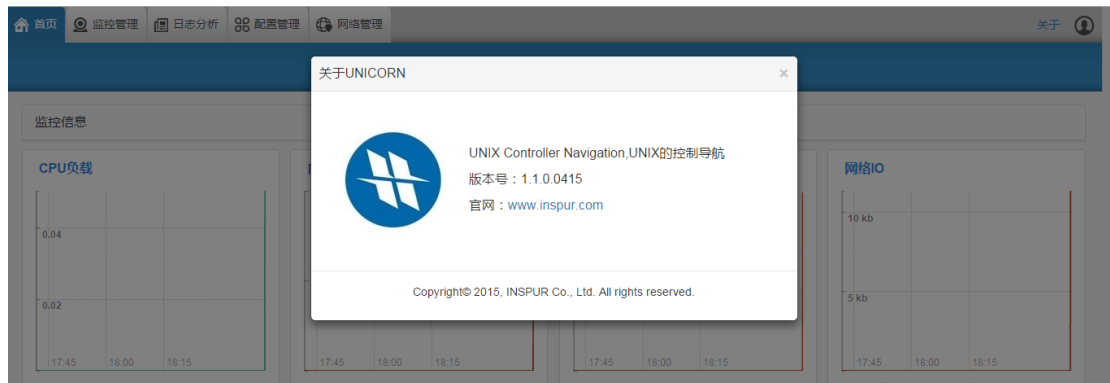 首页 监控管理 日志分析 配置管理 网络管理 关于
关于UNICORN ×
监控信息
UNIX Controller Navigation,UNIX的控制导航
版本号：1.1.0.0415
官网：www.inspur.com
Copyright© 2015, INSPUR Co., Ltd. All rights reserved.
CPU负载
0.04
0.02
17:45 18:00 18:15
17:45 18:00 18:15
17:45 18:00 18:15
网络IO
10 kb
5 kb
17:45 18:00 18:15